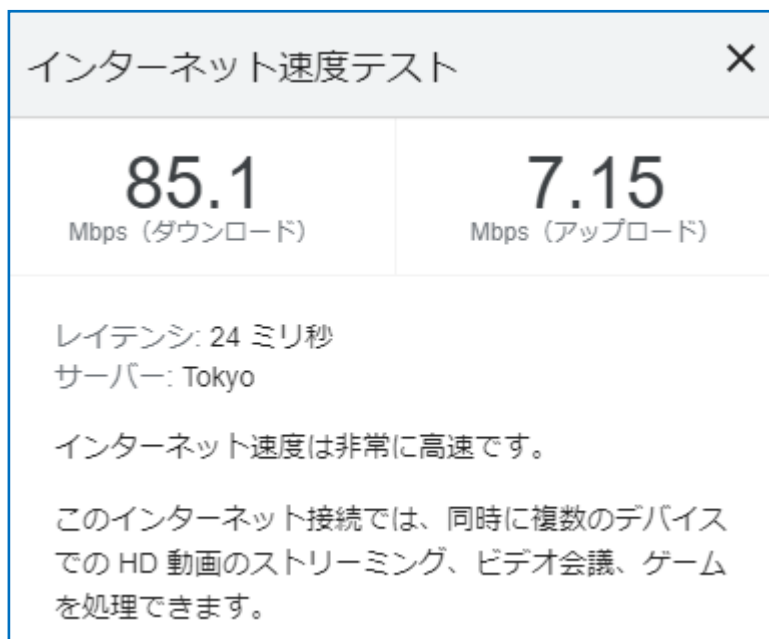 インターネット速度テスト
85.1
Mbps（ダウンロード）
7.15
Mbps（アップロード）
レイテンシ: 24 ミリ秒
サーバー: Tokyo
インターネット速度は非常に高速です。
このインターネット接続では、同時に複数のデバイス
での HD 動画のストリーミング、ビデオ会議、ゲーム
を処理できます。